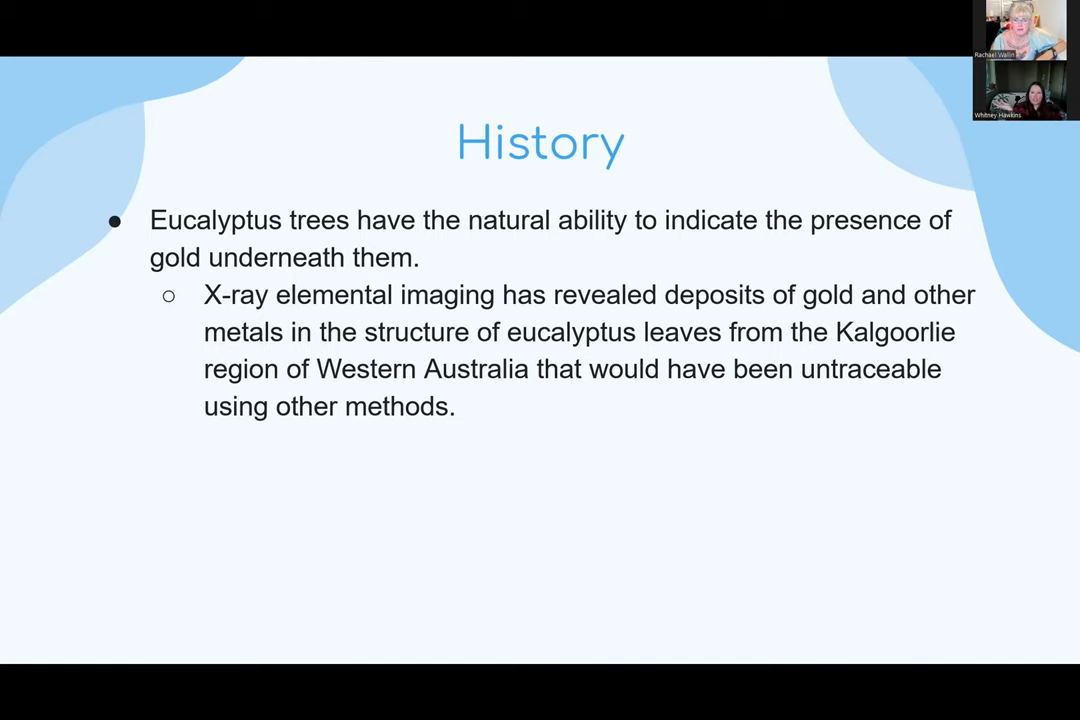 Rachael Wallin
Whitney Hawkins
History
● Eucalyptus trees have the natural ability to indicate the presence of
gold underneath them.
○ X-ray elemental imaging has revealed deposits of gold and other
metals in the structure of eucalyptus leaves from the Kalgoorlie
region of Western Australia that would have been untraceable
using other methods.